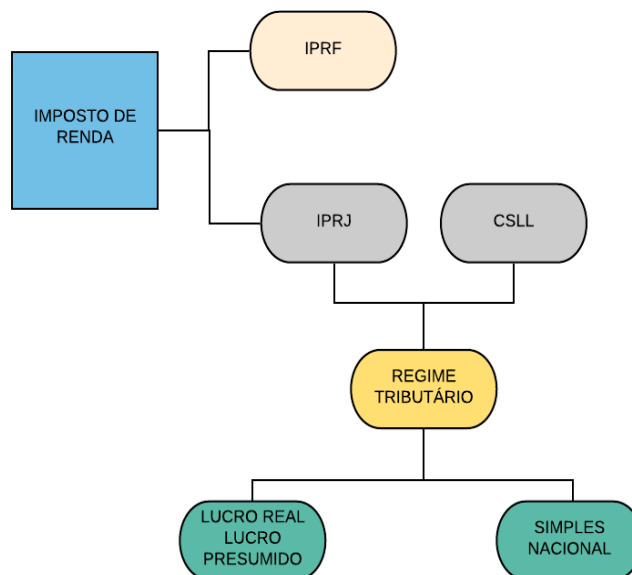 IPRF
IMPOSTO DE
RENDA
IPRJ
CSLL
REGIME
TRIBUTÁRIO
LUCRO REAL
LUCRO
PRESUMIDO
SIMPLES
NACIONAL